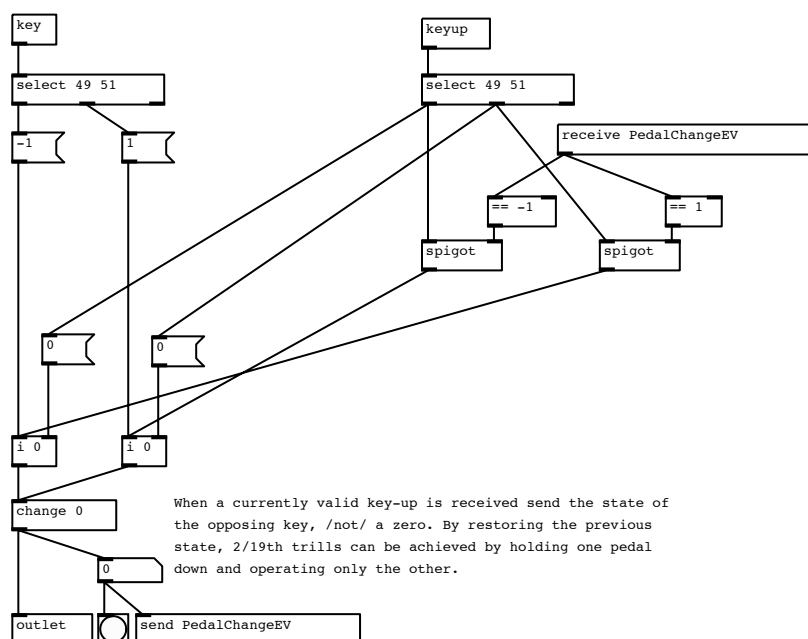 key
keyup
select 49 51
select 49 51
-1
1
receive PedalChangeEV
== -1
== 1
spigot
spigot
0
0
i 0
i 0
change 0
When a currently valid key-up is received send the state of
the opposing key, /not/ a zero. By restoring the previous
state, 2/19th trills can be achieved by holding one pedal
down and operating only the other.
0
outlet
send PedalChangeEV